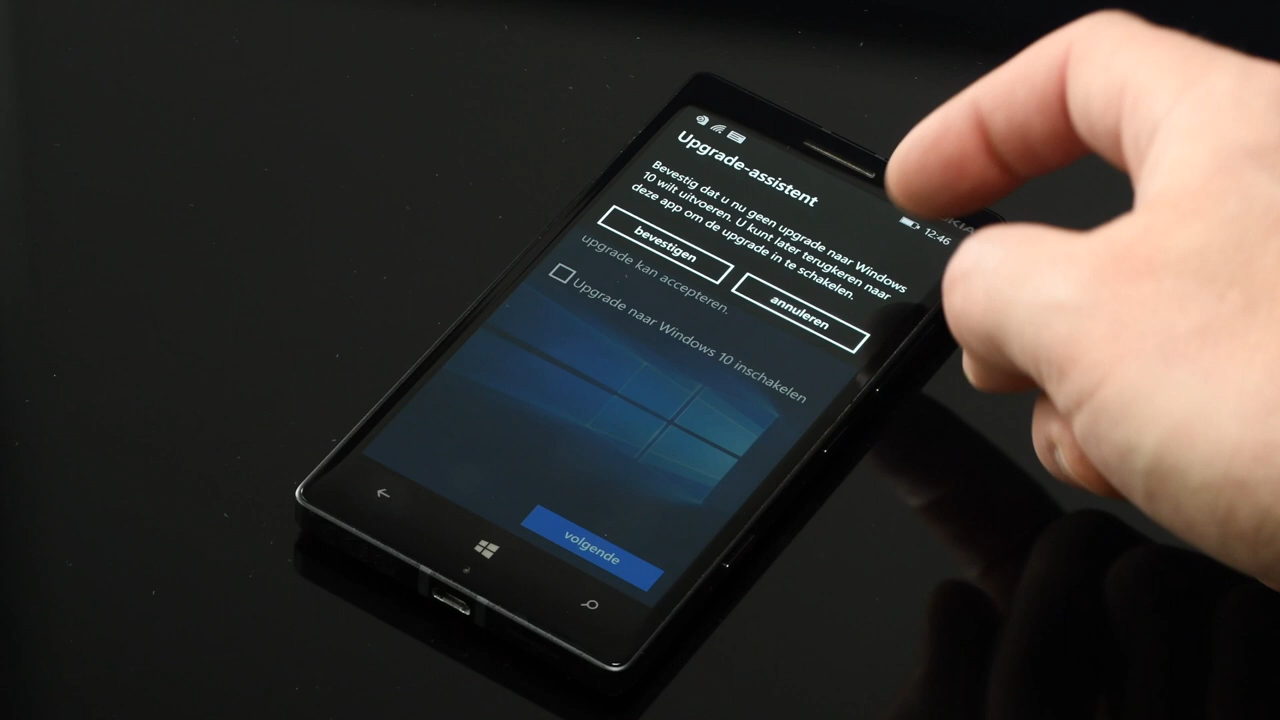 NOKIA
12:46
Upgrade-assistent
Bevestig dat u nu geen upgrade naar Windows
10 wilt uitvoeren. U kunt later terugkeren naar
deze app om de upgrade in te schakelen.
bevestigen
annuleren
upgrade kan accepteren.
Upgrade naar Windows 10 inschakelen
volgende